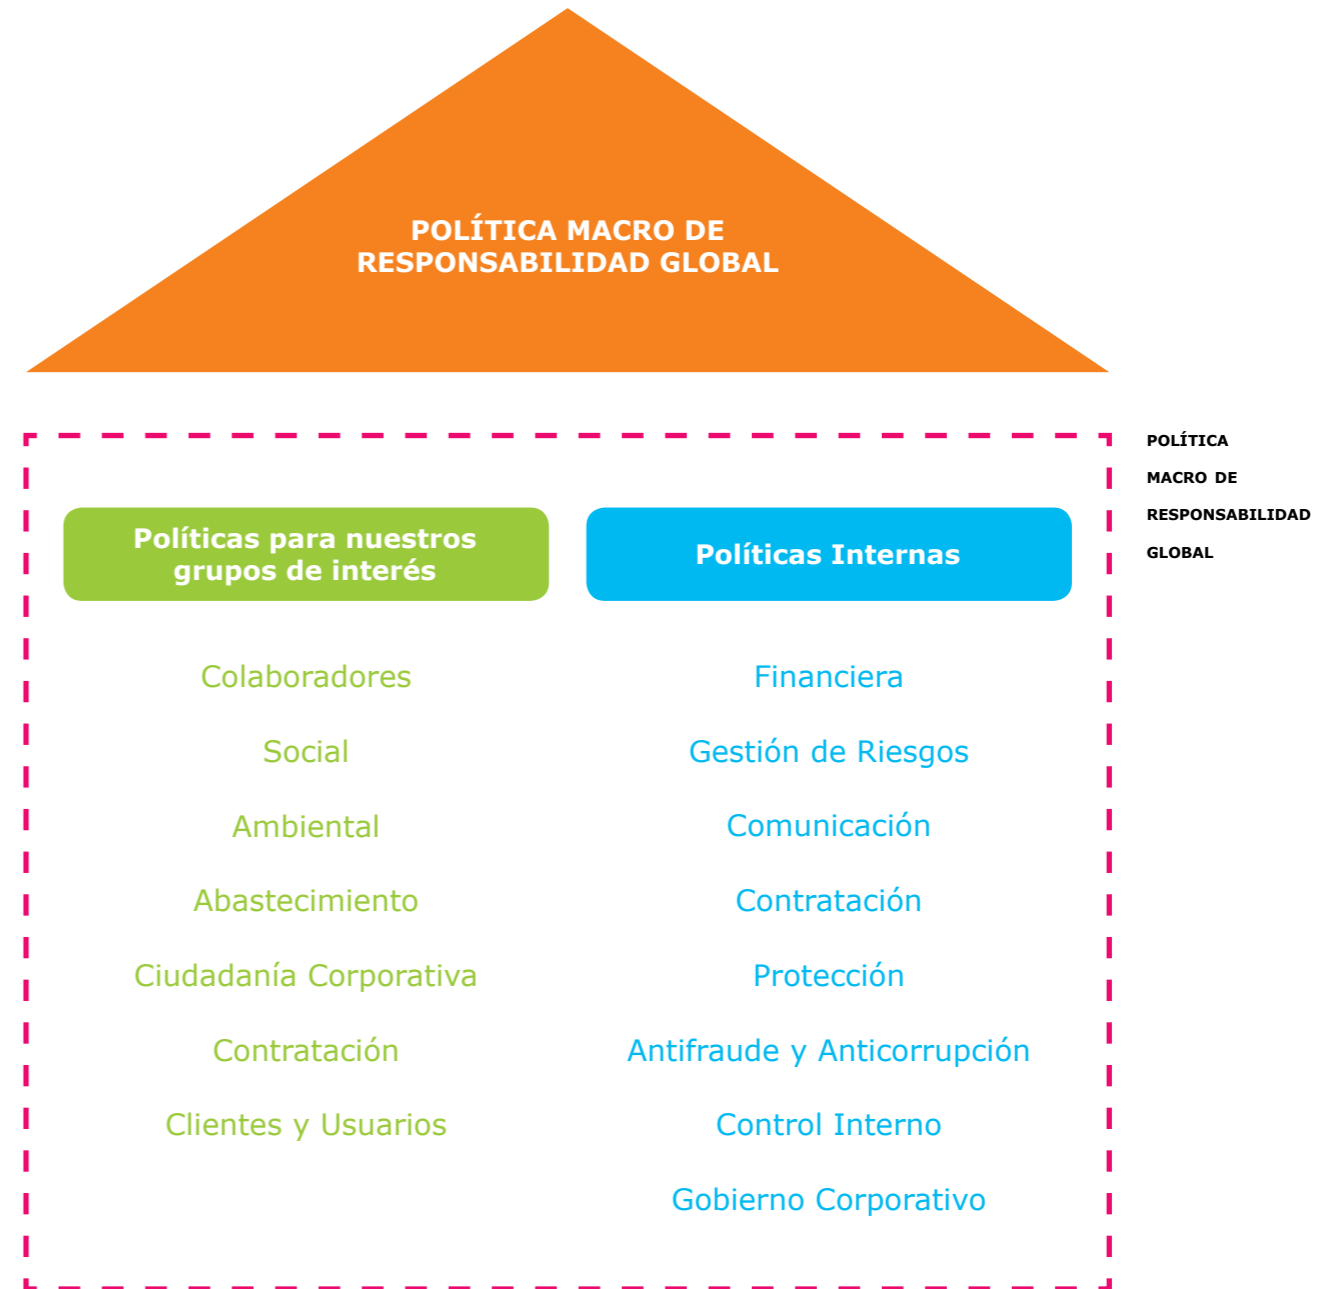 POLÍTICA MACRO DE
RESPONSABILIDAD GLOBAL
POLÍTICA
MACRO DE
RESPONSABILIDAD
GLOBAL
Políticas para nuestros
grupos de interés
Colaboradores
Social
Ambiental
Abastecimiento
Ciudadanía Corporativa
Contratación
Clientes y Usuarios
Políticas Internas
Financiera
Gestión de Riesgos
Comunicación
Contratación
Protección
Antifraude y Anticorrupción
Control Interno
Gobierno Corporativo